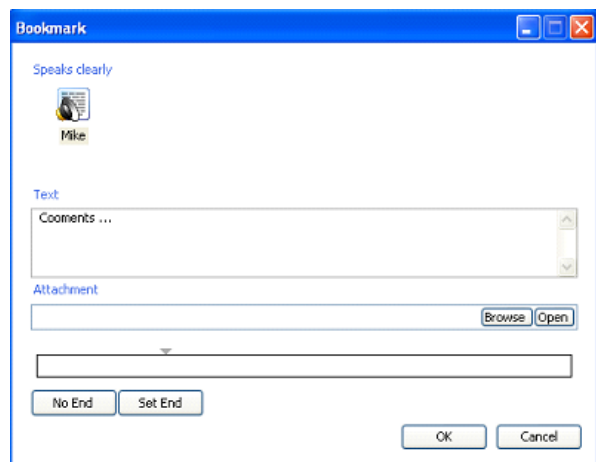 Bookmark
Speaks clearly
Mike
Text
Cooments ...
Attachment
Browse Open
No End Set End
OK Cancel